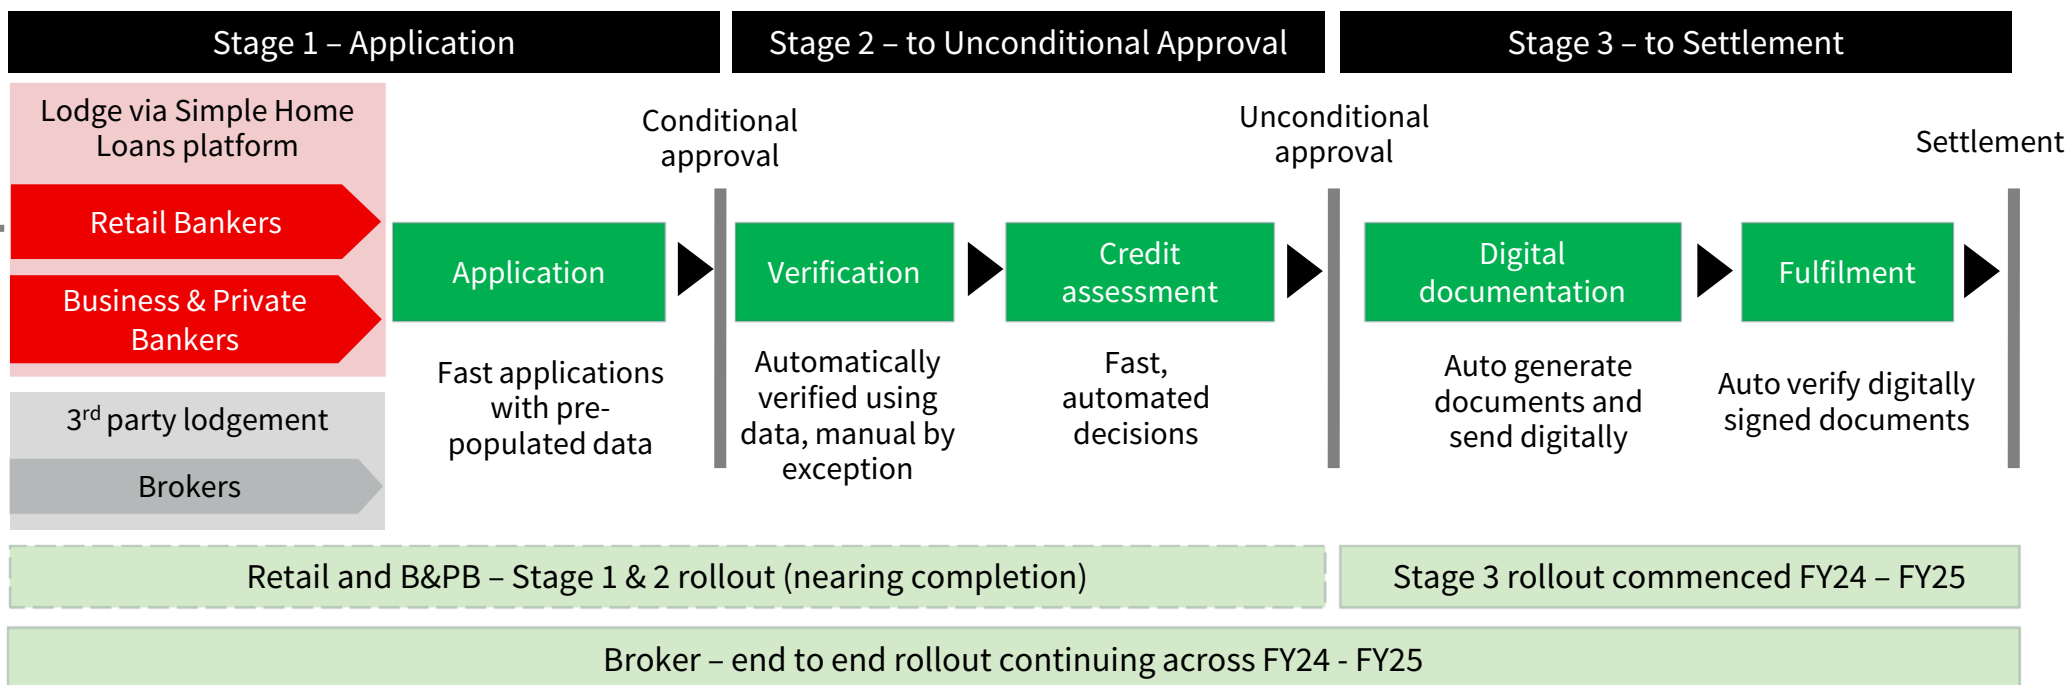 Stage 1 – Application
Stage 2 – to Unconditional Approval
Stage 3 – to Settlement
Lodge via Simple Home
Loans platform
Retail Bankers
Business & Private
Bankers
3rd party lodgement
Brokers
Application
Fast applications
with pre-
populated data
Conditional
approval
Verification
Automatically
verified using
data, manual by
exception
Credit
assessment
Fast,
automated
decisions
Unconditional
approval
Digital
documentation
Auto generate
documents and
send digitally
Fulfilment
Auto verify digitally
signed documents
Settlement
Retail and B&PB – Stage 1 & 2 rollout (nearing completion)
Stage 3 rollout commenced FY24 – FY25
Broker – end to end rollout continuing across FY24 - FY25